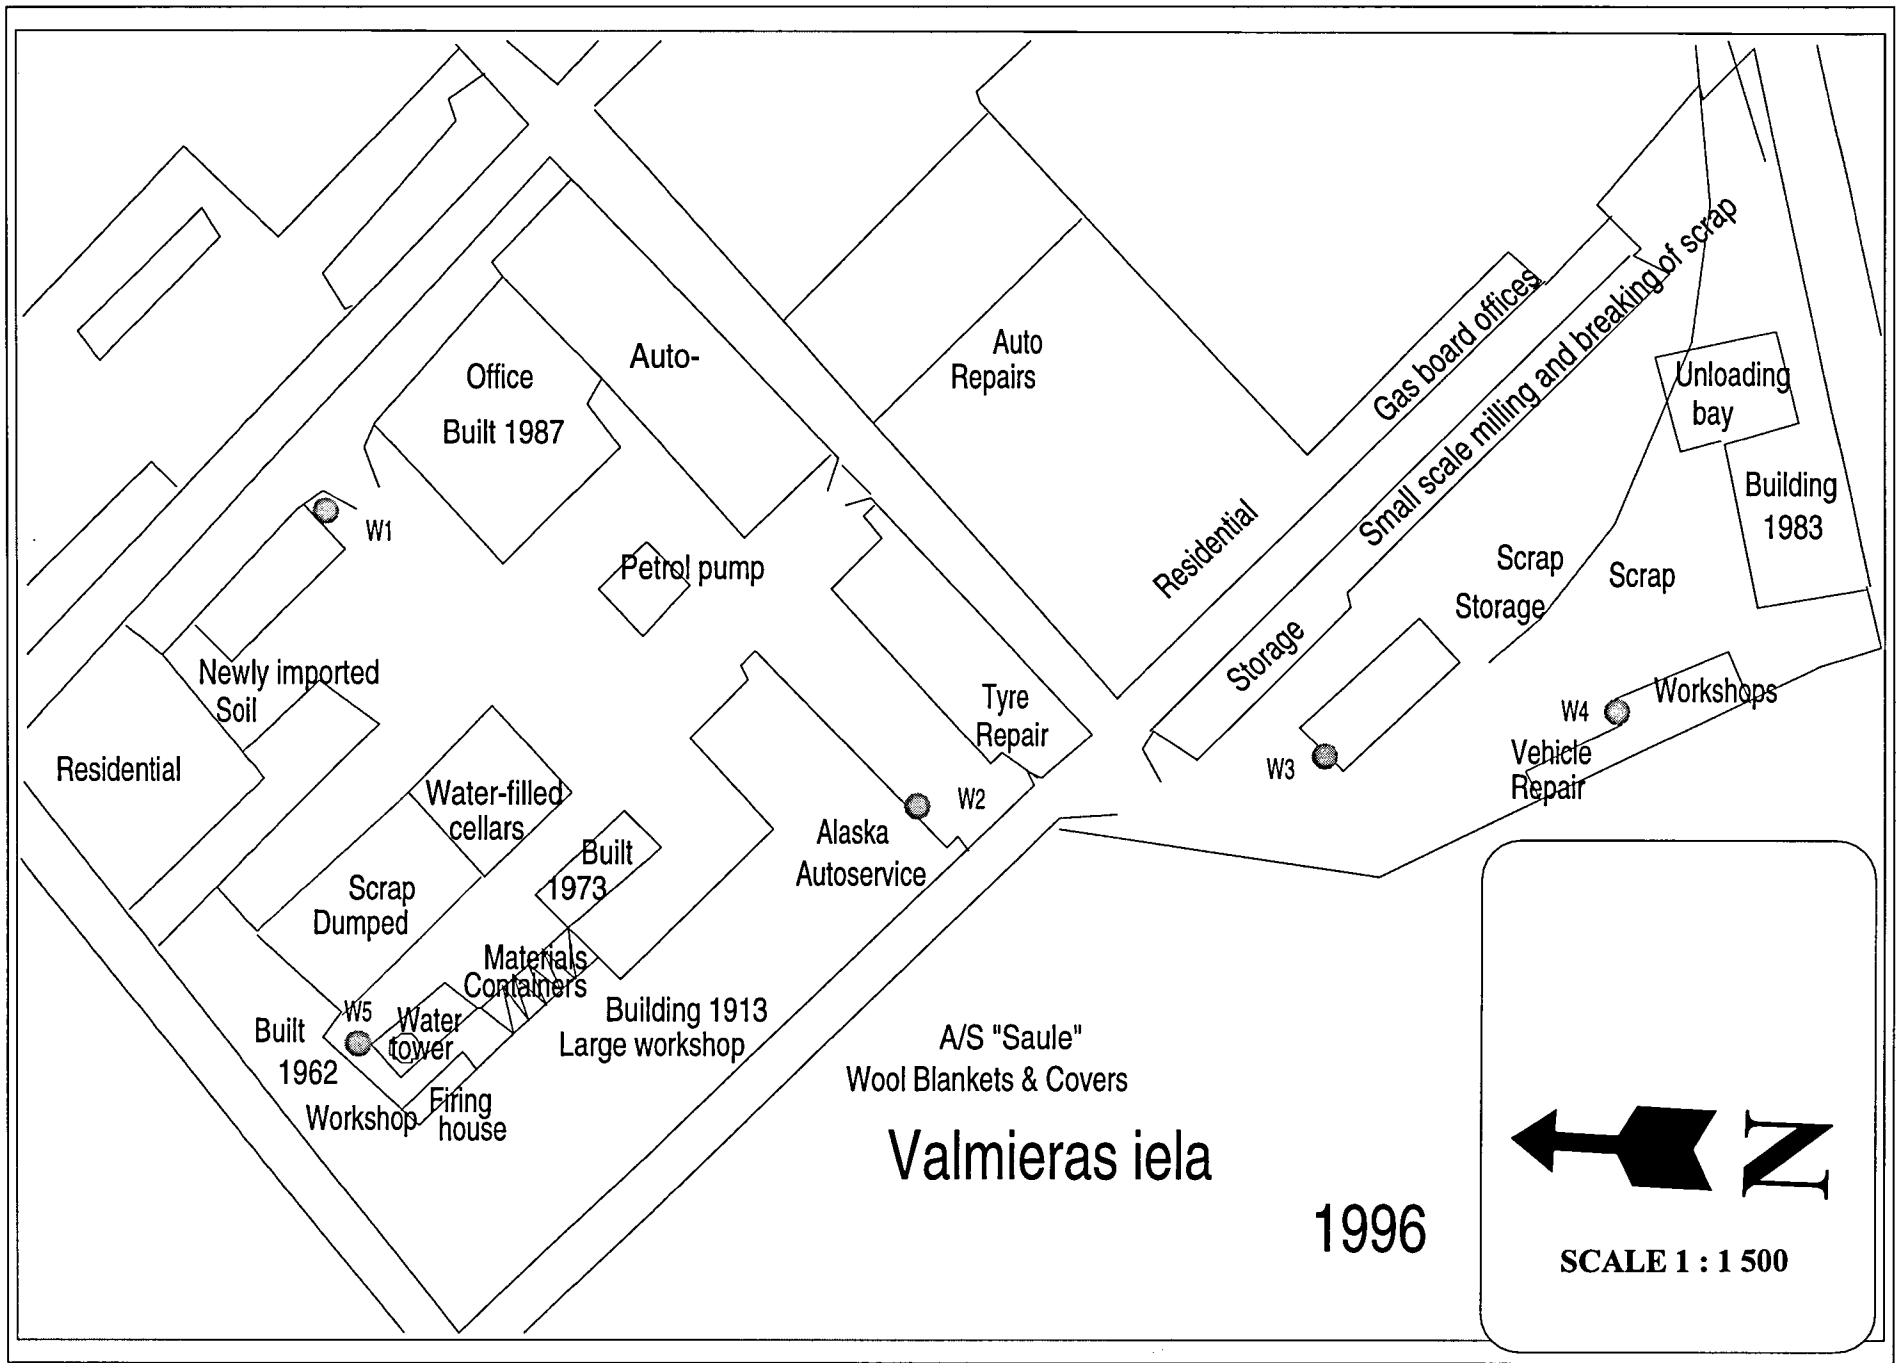 Office
Built 1987
Auto-
Auto
Repairs
Gas board offices
Small scale milling and breaking of scrap
Unloading
bay
Building
1983
W1
Petrol pump
Residential
Scrap
Storage
Scrap
Storage
Newly imported
Soil
Residential
Tyre
Repair
W4
Workshops
W3
Vehicle
Repair
Water-filled
cellars
W2
Alaska
Autoservice
Built
1973
Scrap
Dumped
Materials
Containers
W5
Water
tower
Built
1962
Building 1913
Large workshop
Workshop
Firing
house
A/S "Saule"
Wool Blankets & Covers
Valmieras iela
1996
N
SCALE 1 : 1 500